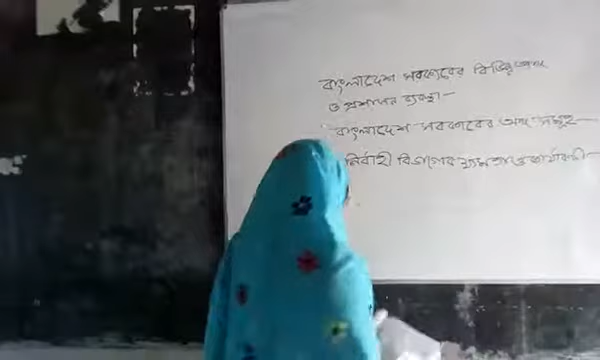 বাংলাদেশ সরকারের বিভিন্ন অঙ্গ
ও প্রশাসন ব্যবস্থা—
বাংলাদেশ সরকারের অঙ্গ সমূহ—
নির্বাহী বিভাগের ক্ষমতা ও কার্যাবলী—